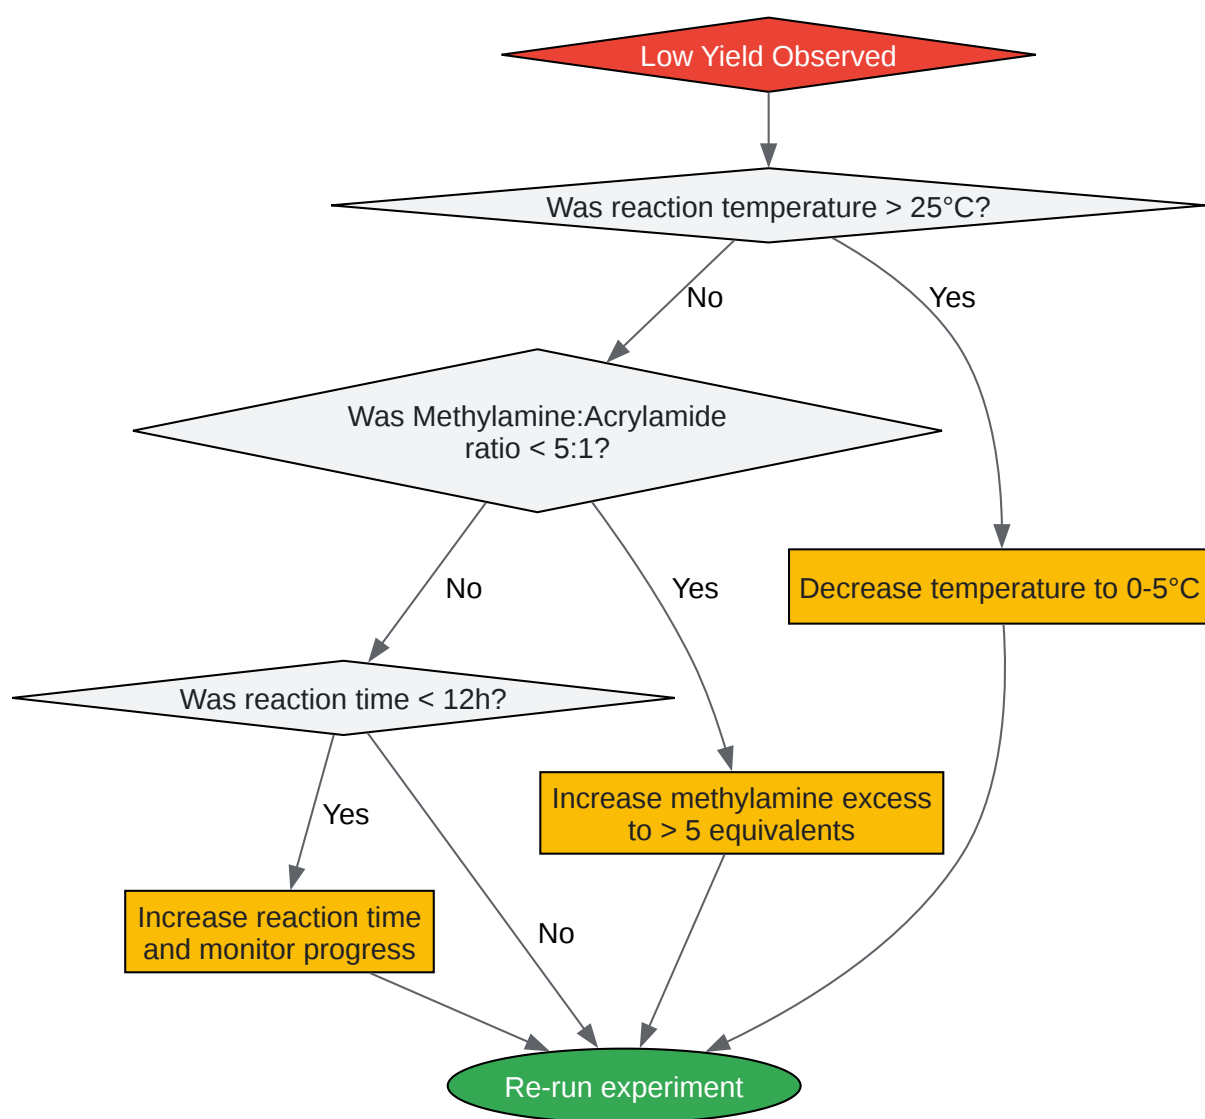 Low Yield Observed
Was reaction temperature > 25°C?
No
Yes
Was Methylamine:Acrylamide
ratio < 5:1?
No
Yes
Decrease temperature to 0-5°C
Was reaction time < 12h?
Yes
Increase methylamine excess
to > 5 equivalents
Increase reaction time
and monitor progress
No
Re-run experiment